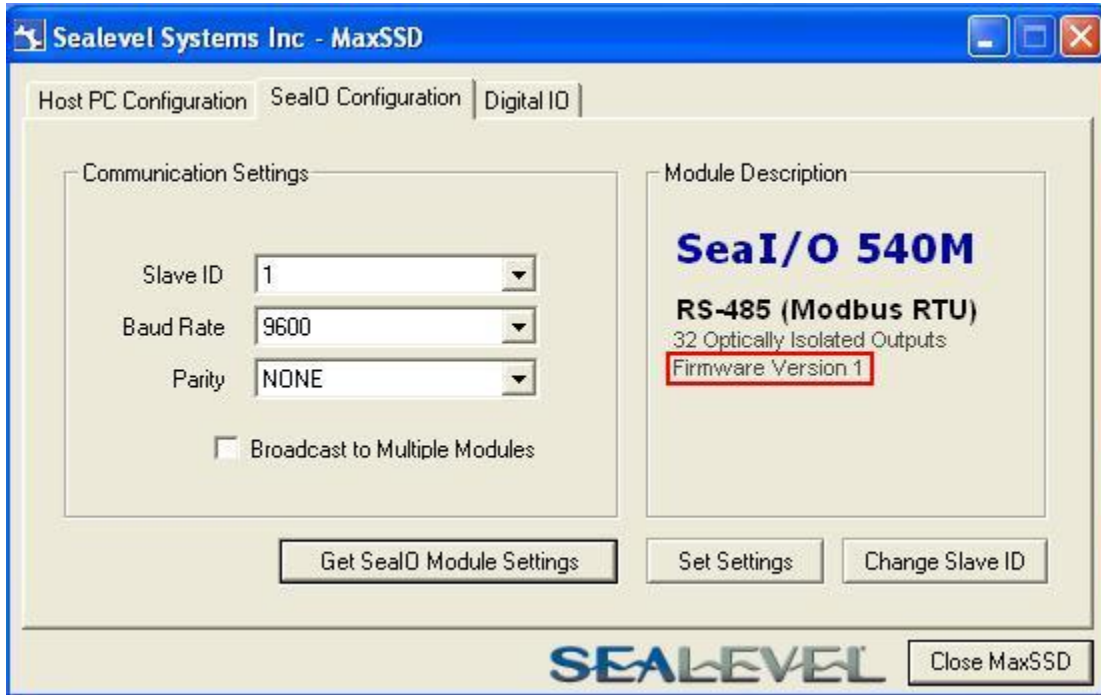 Sealevel Systems Inc - MaxSSD
Host PC Configuration
SeaIO Configuration
Digital IO
Communication Settings
Slave ID
1
Baud Rate
9600
Parity
NONE
Broadcast to Multiple Modules
Module Description
SeaI/O 540M
RS-485 (Modbus RTU)
32 Optically Isolated Outputs
Firmware Version 1
Get SeaIO Module Settings
Set Settings
Change Slave ID
SEALEVEL
Close MaxSSD